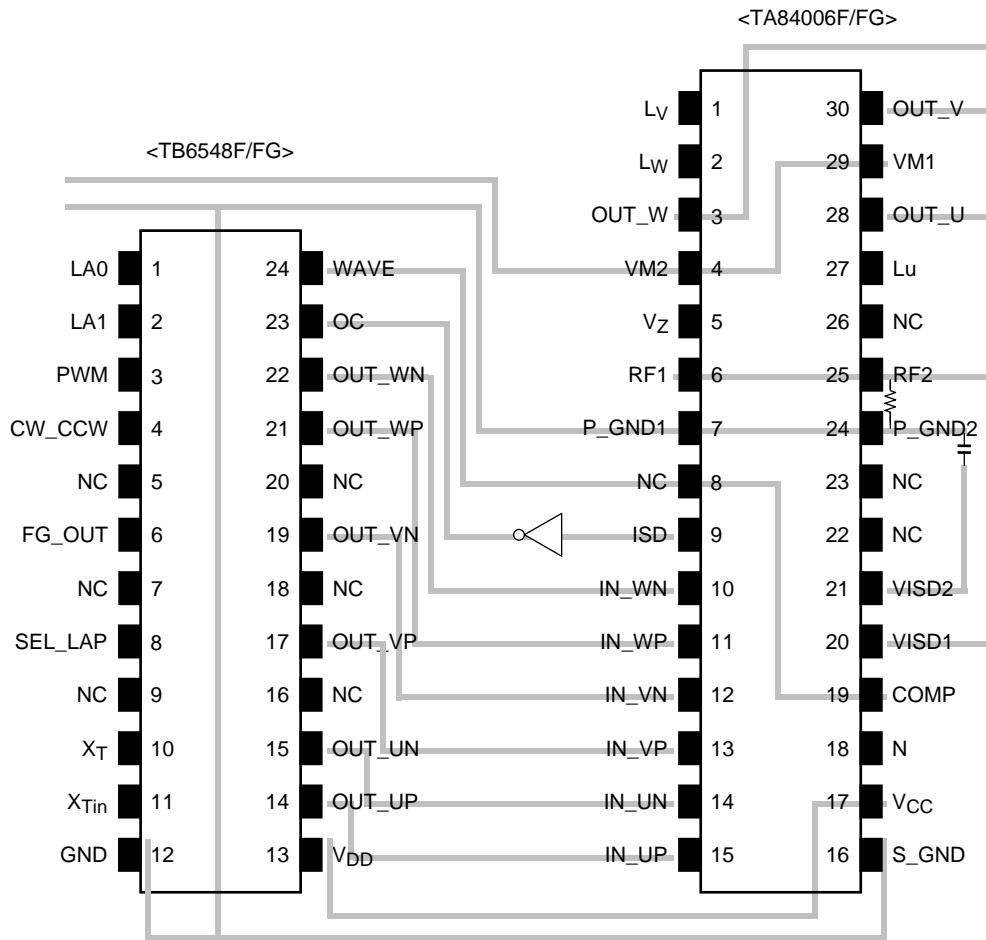 <TA84006F/FG>
<TB6548F/FG>
LA0 1 24 WAVE
LA1 2 23 OC
PWM 3 22 OUT_WN
CW_CCW 4 21 OUT_WP
NC 5 20 NC
FG_OUT 6 19 OUT_VN
NC 7 18 NC
SEL_LAP 8 17 OUT_VP
NC 9 16 NC
XT 10 15 OUT_UN
XTin 11 14 OUT_UP
GND 12 13 VDD
LV 1 30 OUT_V
LW 2 29 VM1
OUT_W 3 28 OUT_U
VM2 4 27 Lu
VZ 5 26 NC
RF1 6 25 RF2
P_GND1 7 24 P_GND2
NC 8 23 NC
ISD 9 22 NC
IN_WN 10 21 VISD2
IN_WP 11 20 VISD1
IN_VN 12 19 COMP
IN_VP 13 18 N
IN_UN 14 17 VCC
IN_UP 15 16 S_GND